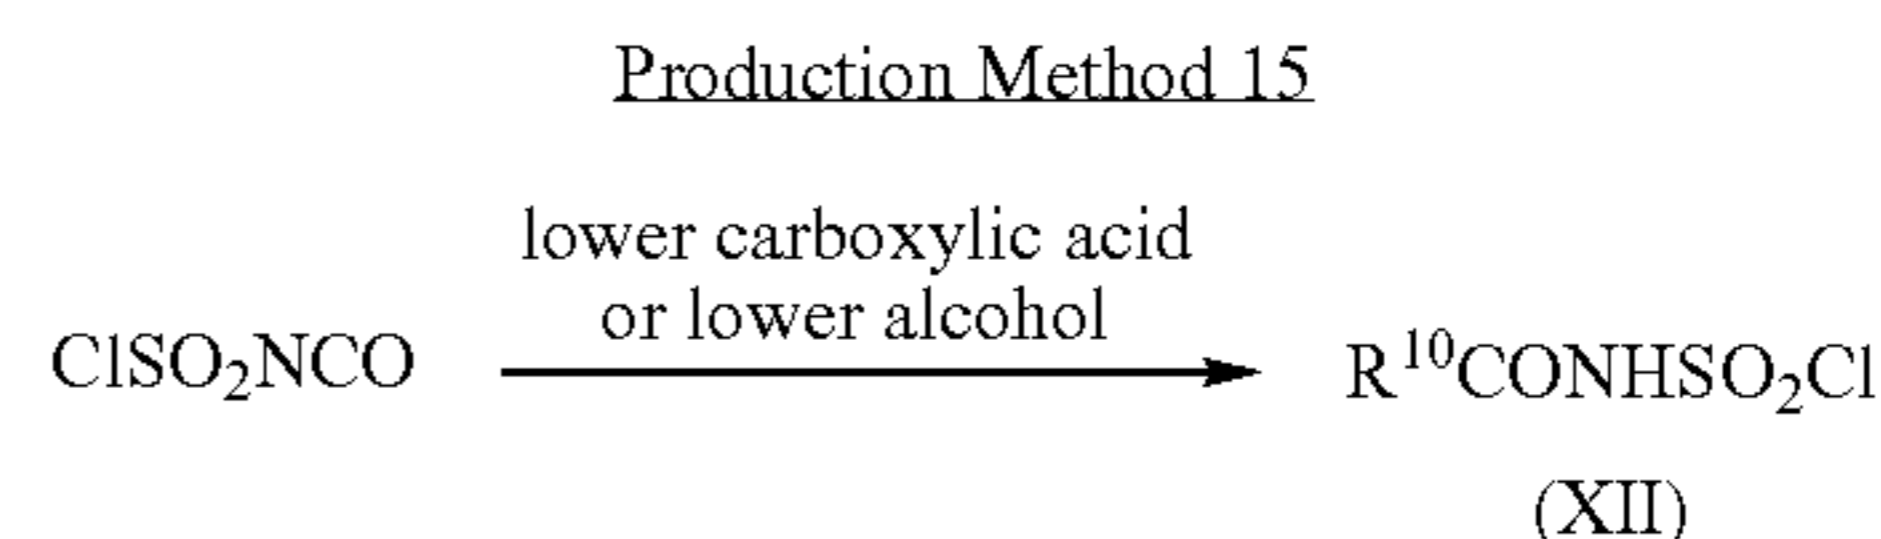 Production Method 15
lower carboxylic acid
or lower alcohol
ClSO₂NCO
R¹⁰CONHSO₂Cl
(XII)